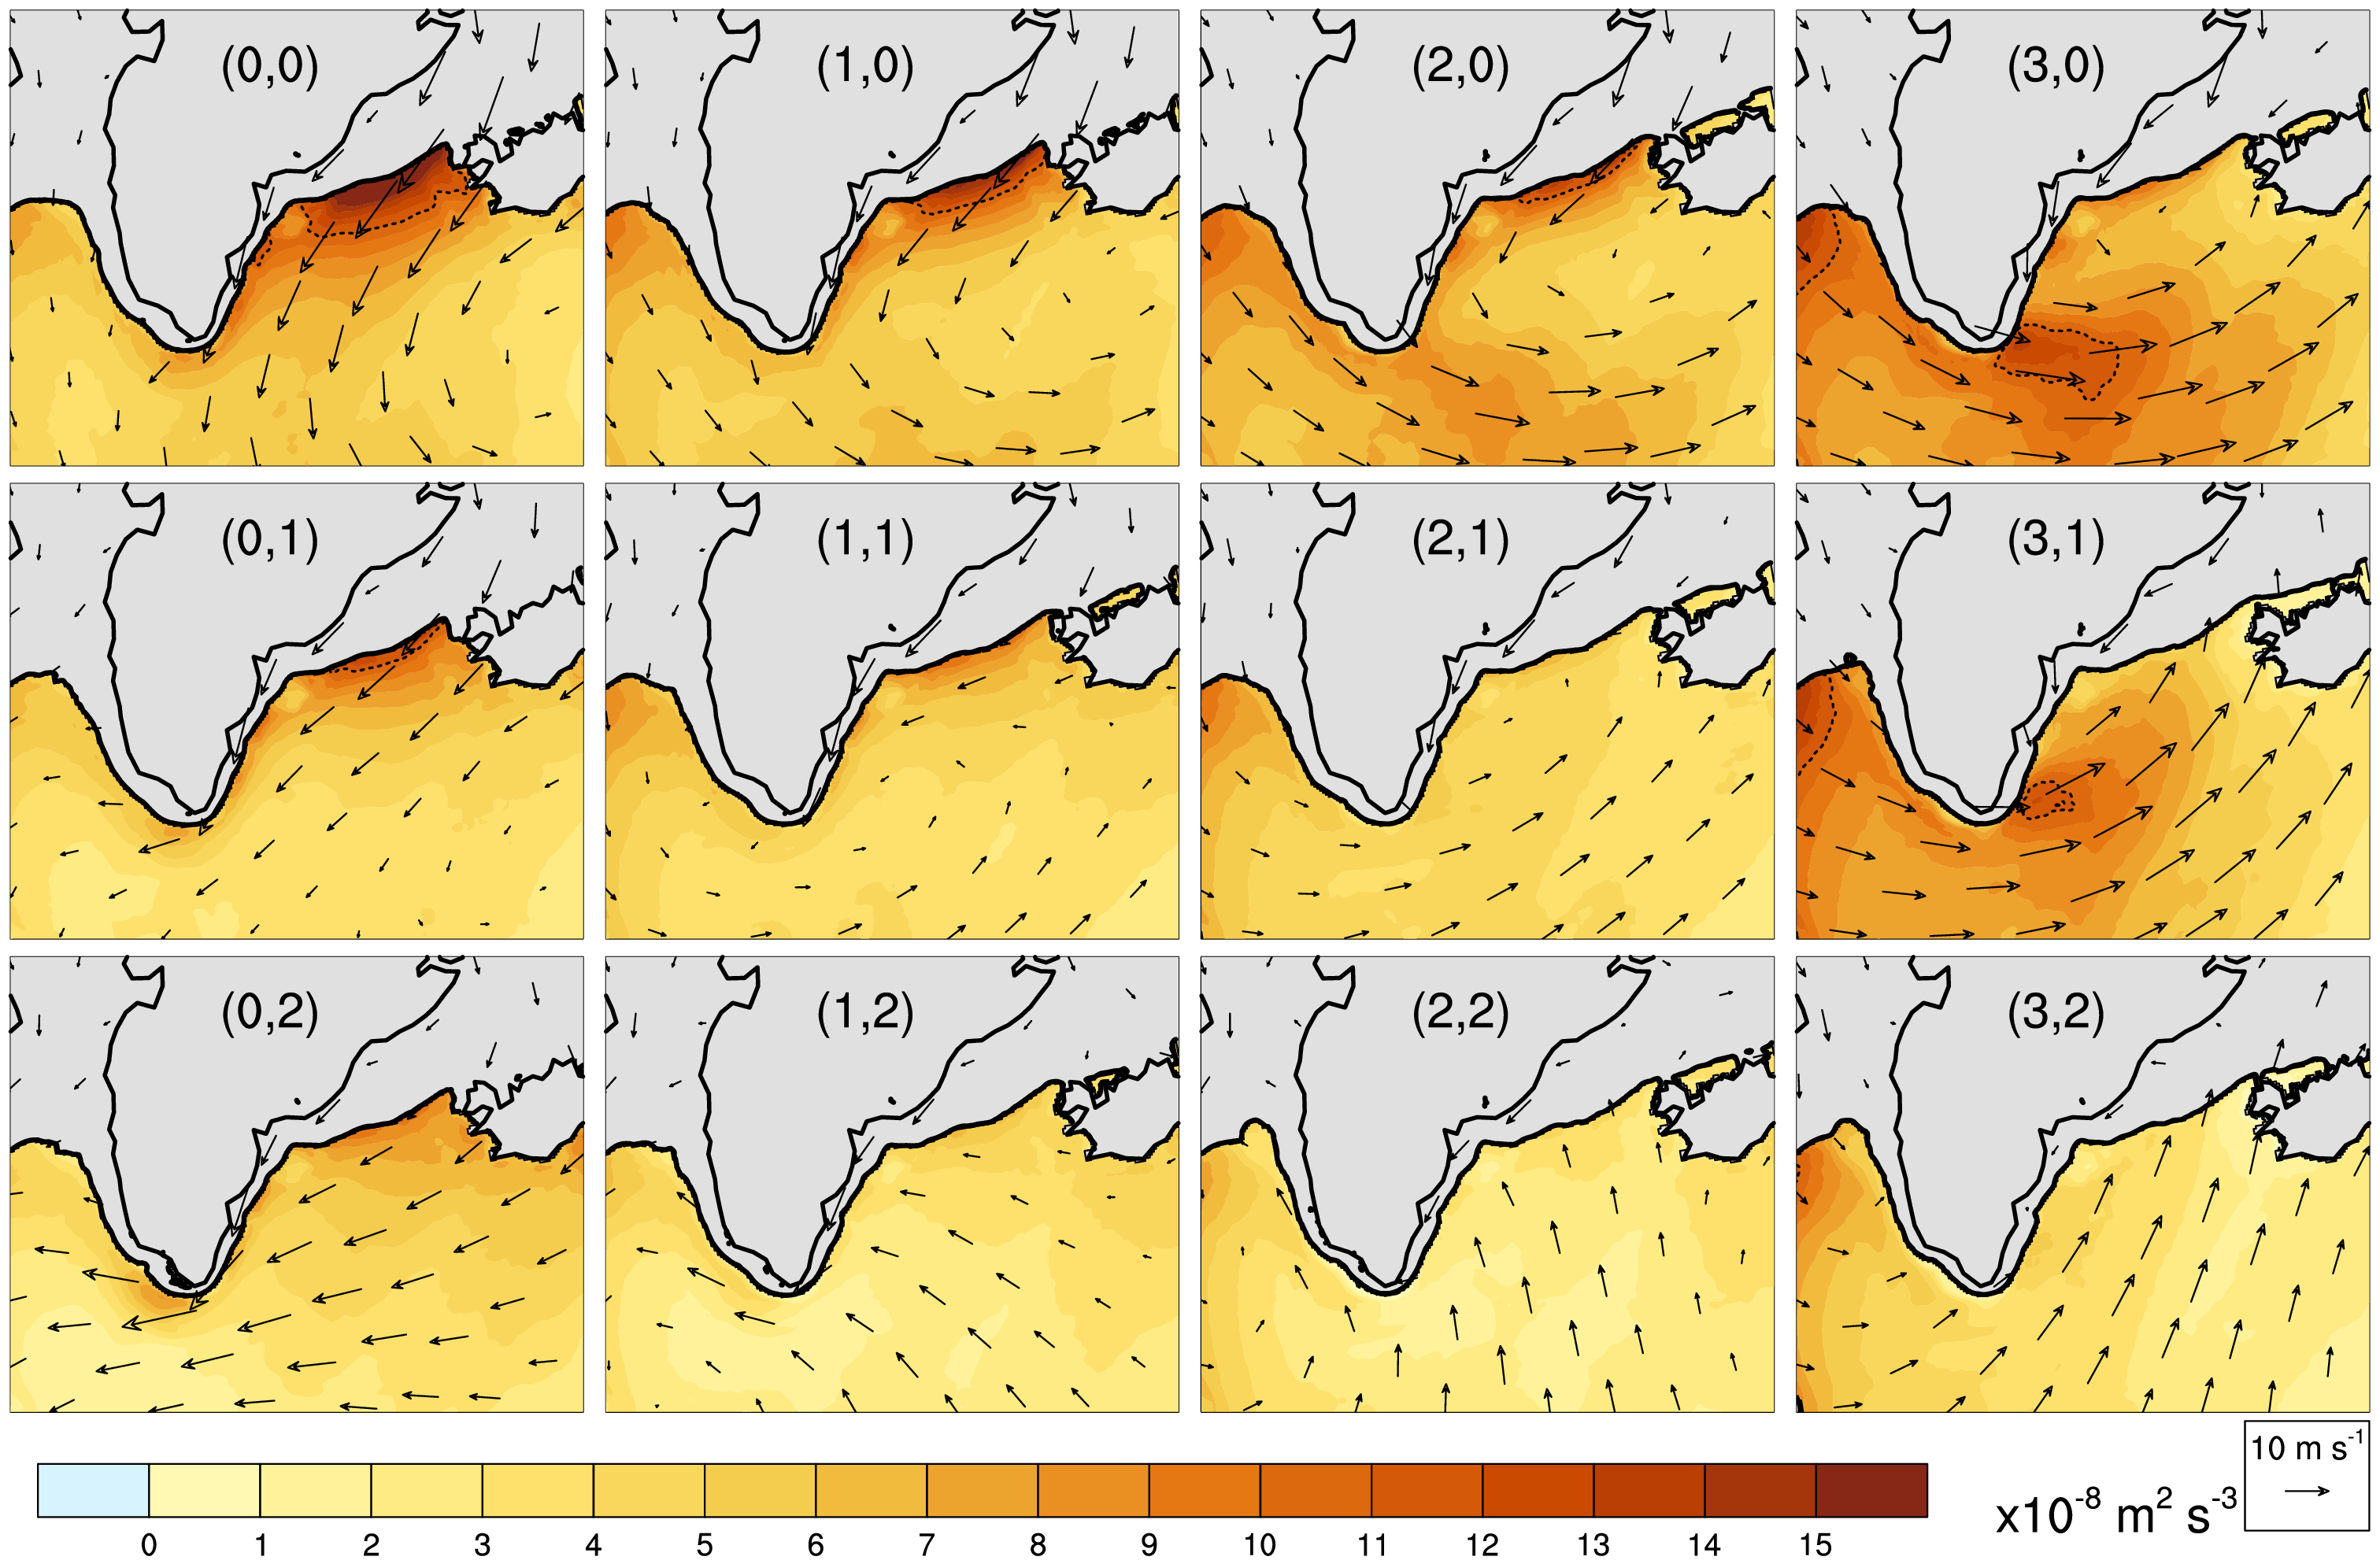 (0,0) (1,0) (2,0) (3,0)
(0,1) (1,1) (2,1) (3,1)
(0,2) (1,2) (2,2) (3,2)
10 m s⁻¹
x10⁻⁸ m² s⁻³
0 1 2 3 4 5 6 7 8 9 10 11 12 13 14 15